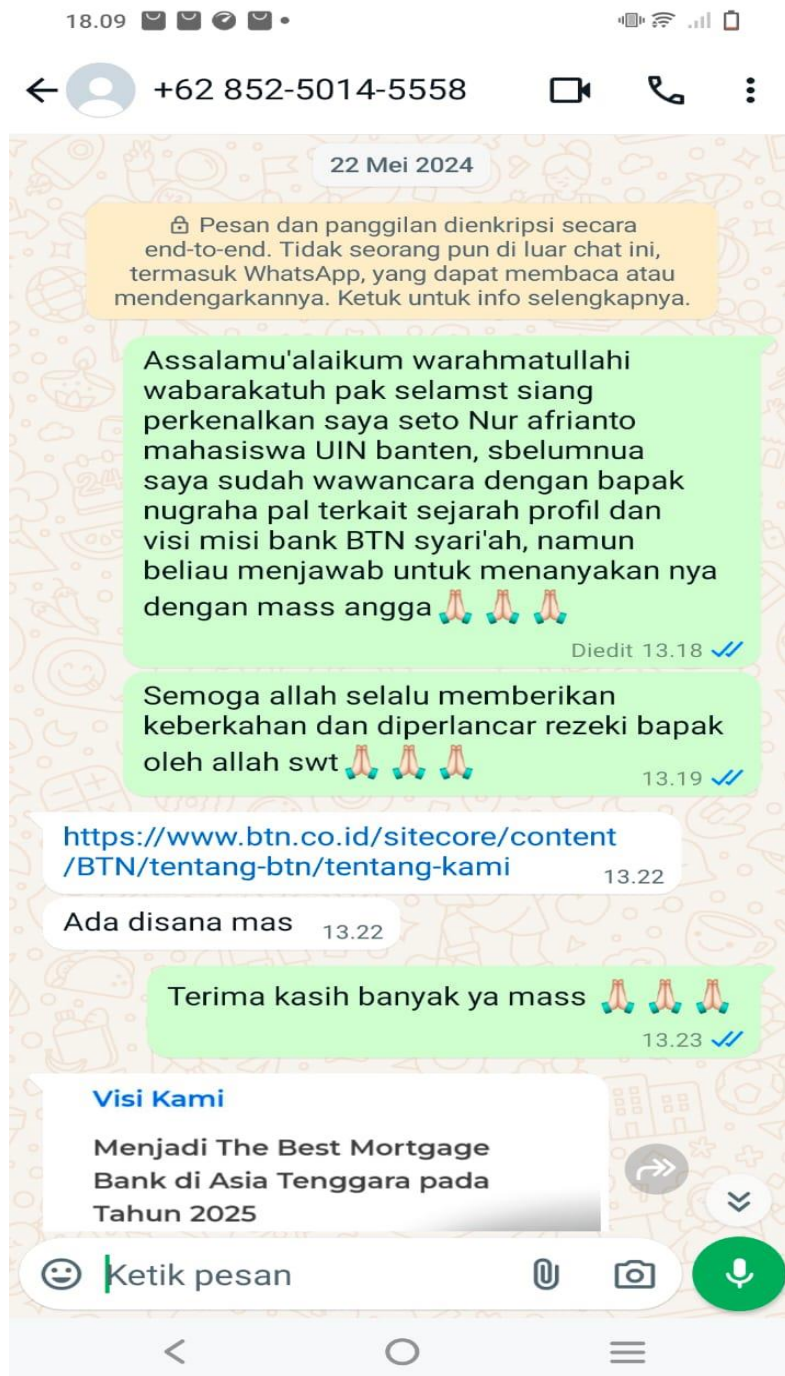 18.09
+62 852-5014-5558
22 Mei 2024
Pesan dan panggilan dienkripsi secara
end-to-end. Tidak seorang pun di luar chat ini,
termasuk WhatsApp, yang dapat membaca atau
mendengarkannya. Ketuk untuk info selengkapnya.
Assalamu'alaikum warahmatullahi
wabarakatuh pak selamst siang
perkenalkan saya seto Nur afrianto
mahasiswa UIN banten, sbelumnua
saya sudah wawancara dengan bapak
nugraha pal terkait sejarah profil dan
visi misi bank BTN syari'ah, namun
beliau menjawab untuk menanyakan nya
dengan mass angga🙏🏻 🙏🏻 🙏🏻
Diedit 13.18
Semoga allah selalu memberikan
keberkahan dan diperlancar rezeki bapak
oleh allah swt🙏🏻 🙏🏻 🙏🏻
13.19
https://www.btn.co.id/sitecore/content
/BTN/tentang-btn/tentang-kami 13.22
Ada disana mas 13.22
Terima kasih banyak ya mass 🙏🏻 🙏🏻 🙏🏻
13.23
Visi Kami
Menjadi The Best Mortgage
Bank di Asia Tenggara pada
Tahun 2025
Ketik pesan